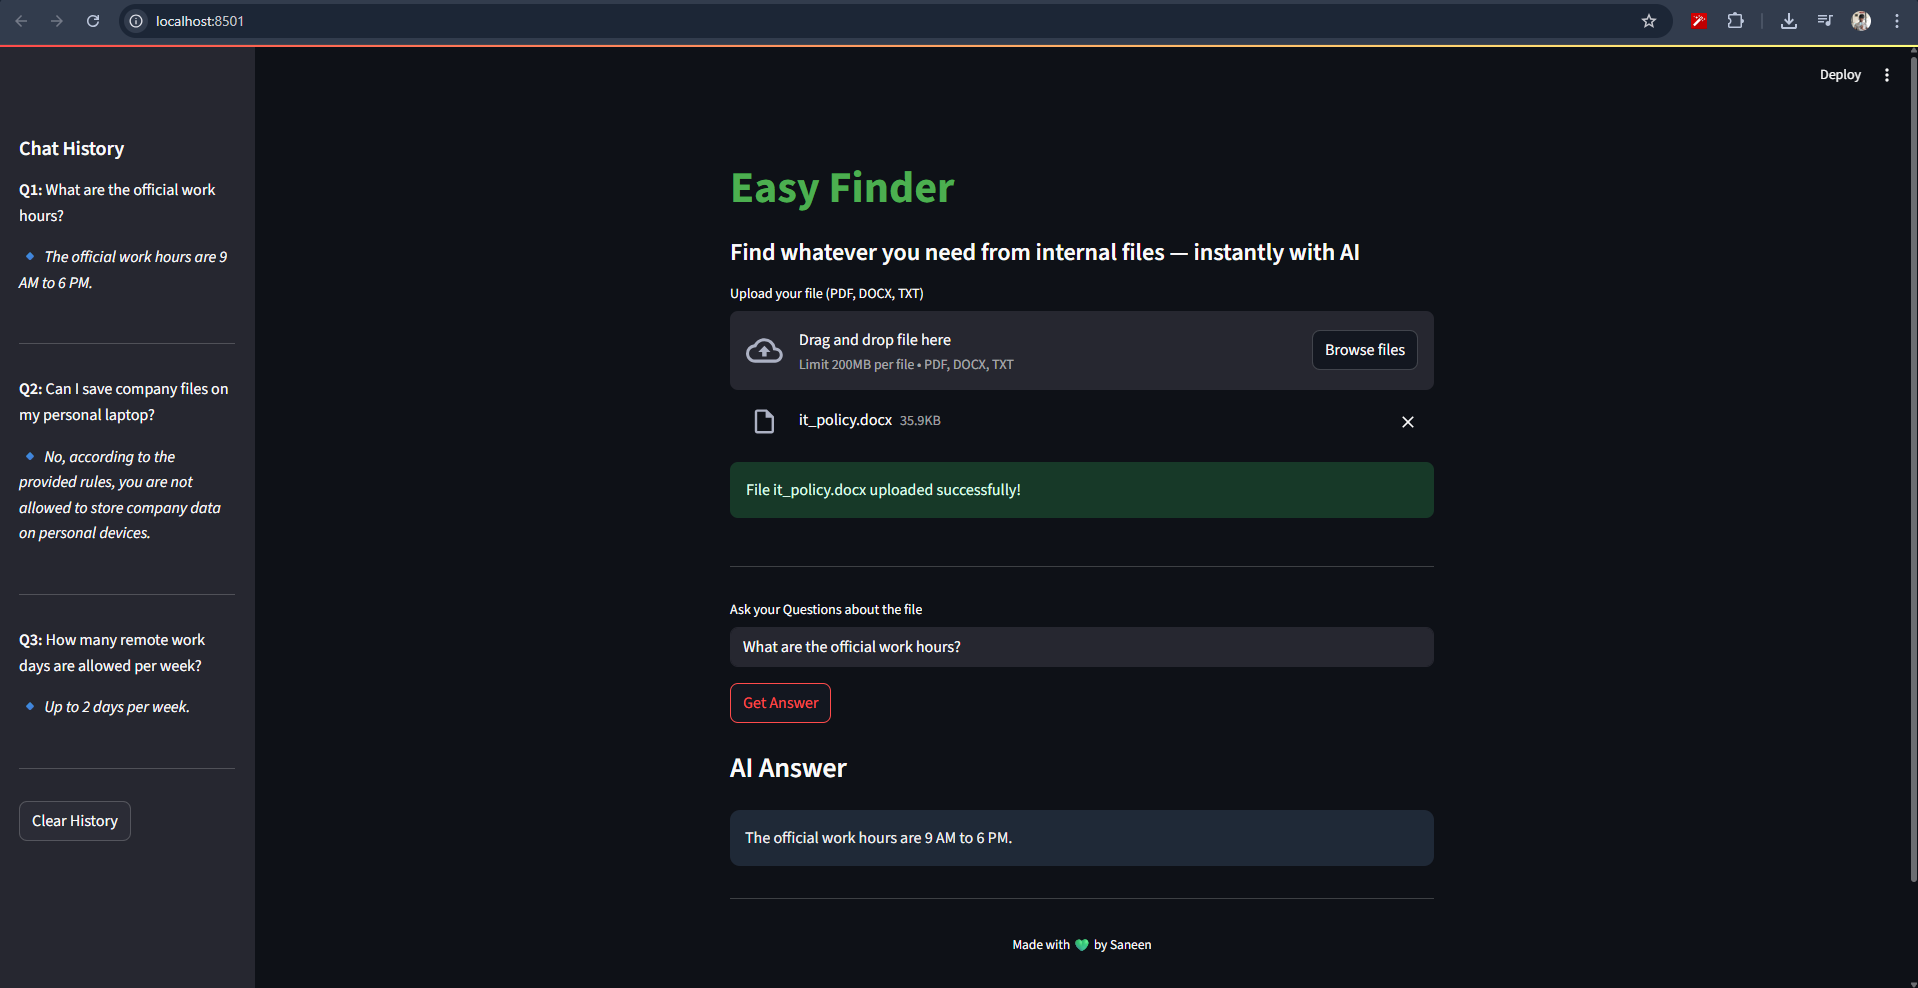 localhost:8501
Deploy
Chat History
Q1: What are the official work
hours?
The official work hours are 9
AM to 6 PM.
Q2: Can I save company files on
my personal laptop?
No, according to the
provided rules, you are not
allowed to store company data
on personal devices.
Q3: How many remote work
days are allowed per week?
Up to 2 days per week.
Clear History
Easy Finder
Find whatever you need from internal files — instantly with AI
Upload your file (PDF, DOCX, TXT)
Drag and drop file here
Limit 200MB per file • PDF, DOCX, TXT
Browse files
it_policy.docx 35.9KB
File it_policy.docx uploaded successfully!
Ask your Questions about the file
What are the official work hours?
Get Answer
AI Answer
The official work hours are 9 AM to 6 PM.
Made with 💚 by Saneen